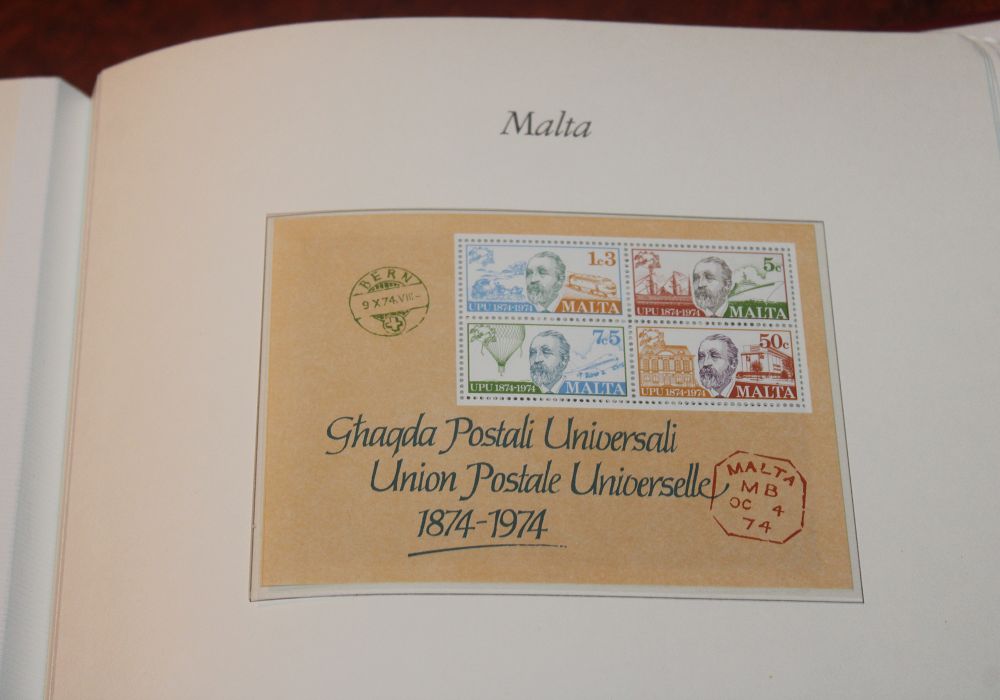 Malta
BERN
9 X 74. VIII-
1c3
UPU 1874-1974 MALTA
5c
UPU 1874-1974 MALTA
7c5
UPU 1874-1974 MALTA
50c
UPU 1874-1974 MALTA
Għaqda Postali Universali
Union Postale Universelle
1874-1974
MALTA
MB
OC 4
74